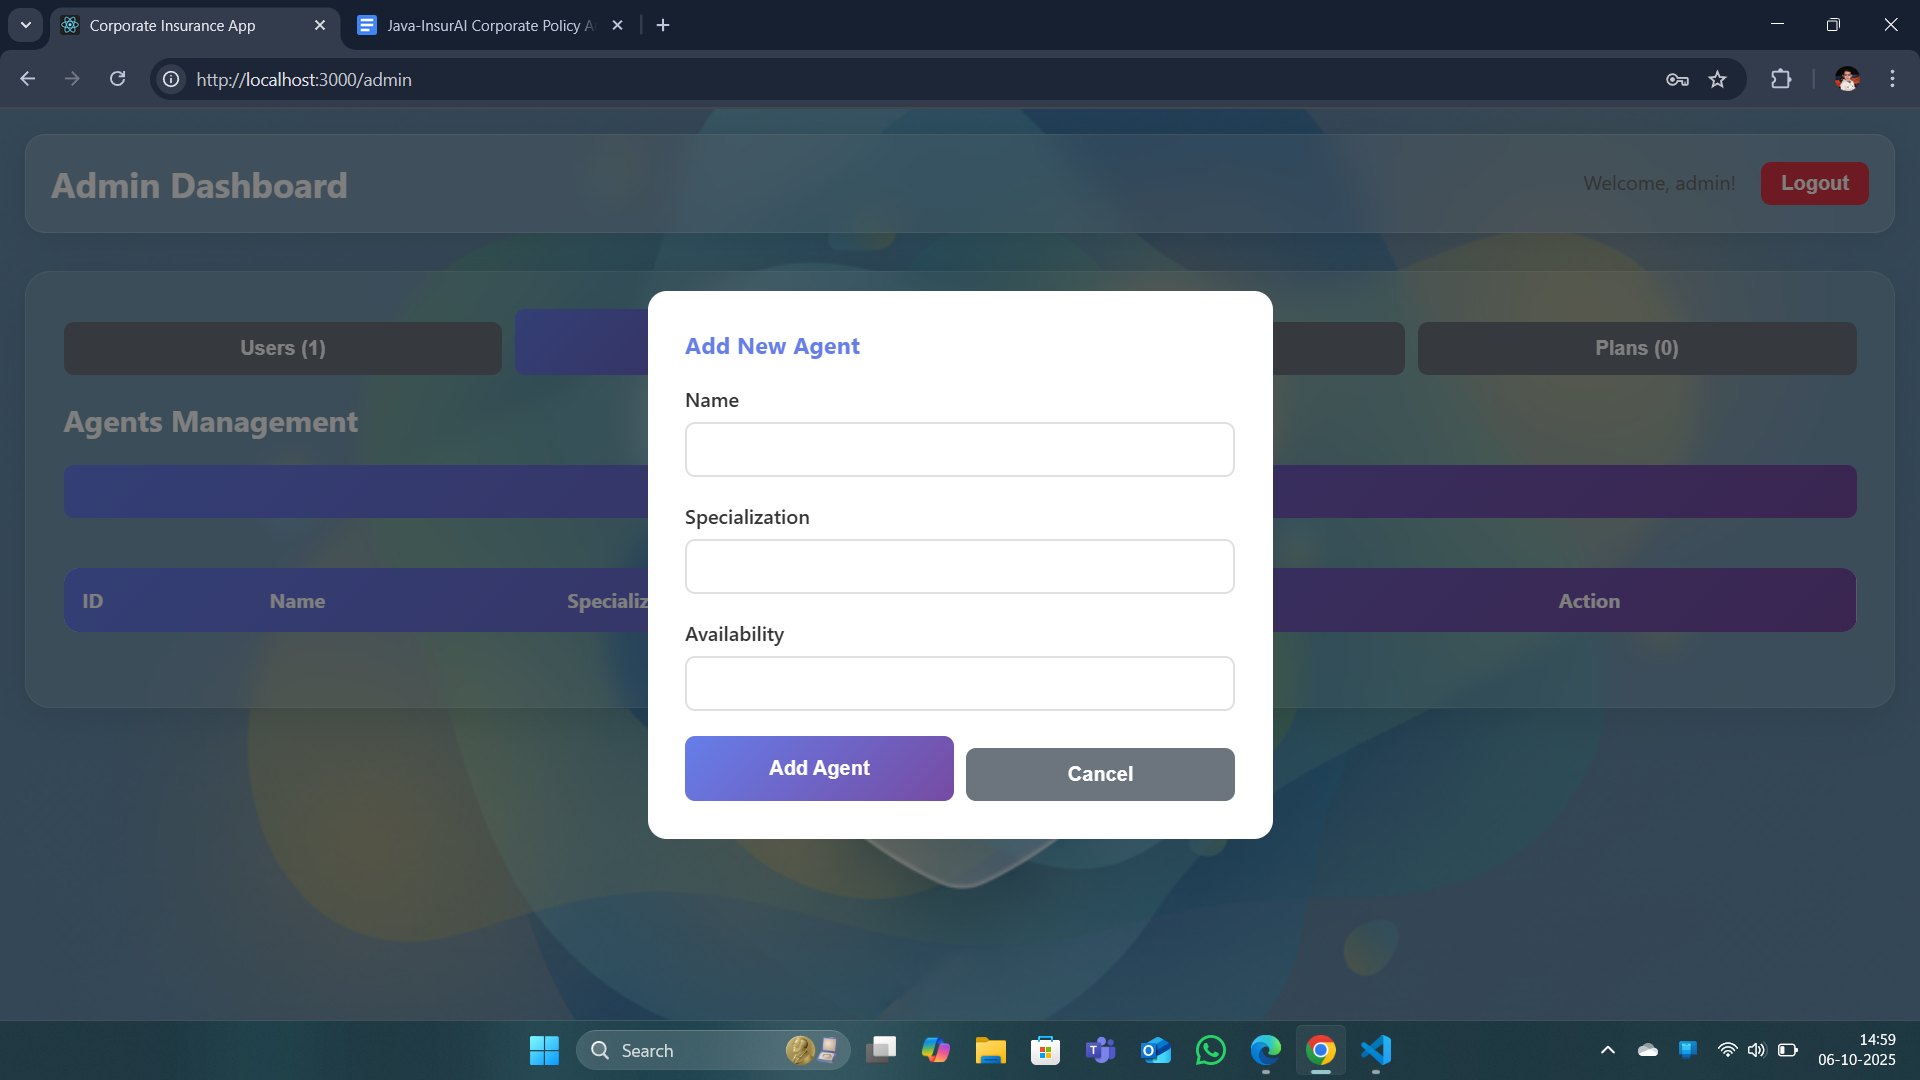 Corporate Insurance App
Java-InsurAI Corporate Policy A
http://localhost:3000/admin
Admin Dashboard
Welcome, admin!
Logout
Users (1)
Plans (0)
Agents Management
ID
Name
Specializ
Action
Add New Agent
Name
Specialization
Availability
Add Agent
Cancel
Search
14:59
06-10-2025